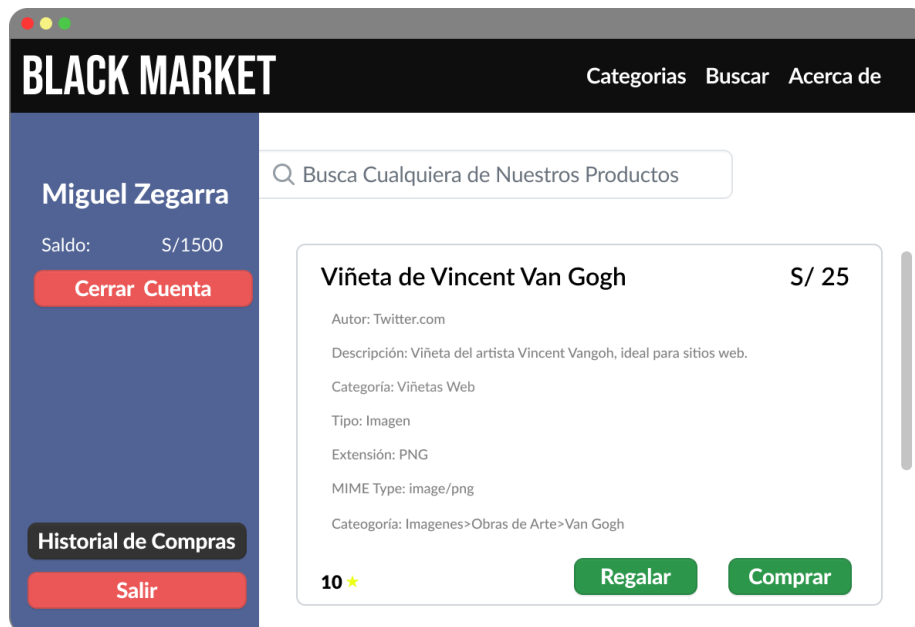 BLACK MARKET
Categorias Buscar Acerca de
Miguel Zegarra
Saldo: S/1500
Cerrar Cuenta
Historial de Compras
Salir
Busca Cualquiera de Nuestros Productos
Viñeta de Vincent Van Gogh S/ 25
Autor: Twitter.com
Descripción: Viñeta del artista Vincent Vangoh, ideal para sitios web.
Categoría: Viñetas Web
Tipo: Imagen
Extensión: PNG
MIME Type: image/png
Cateogoría: Imagenes>Obras de Arte>Van Gogh
10 Regalar Comprar